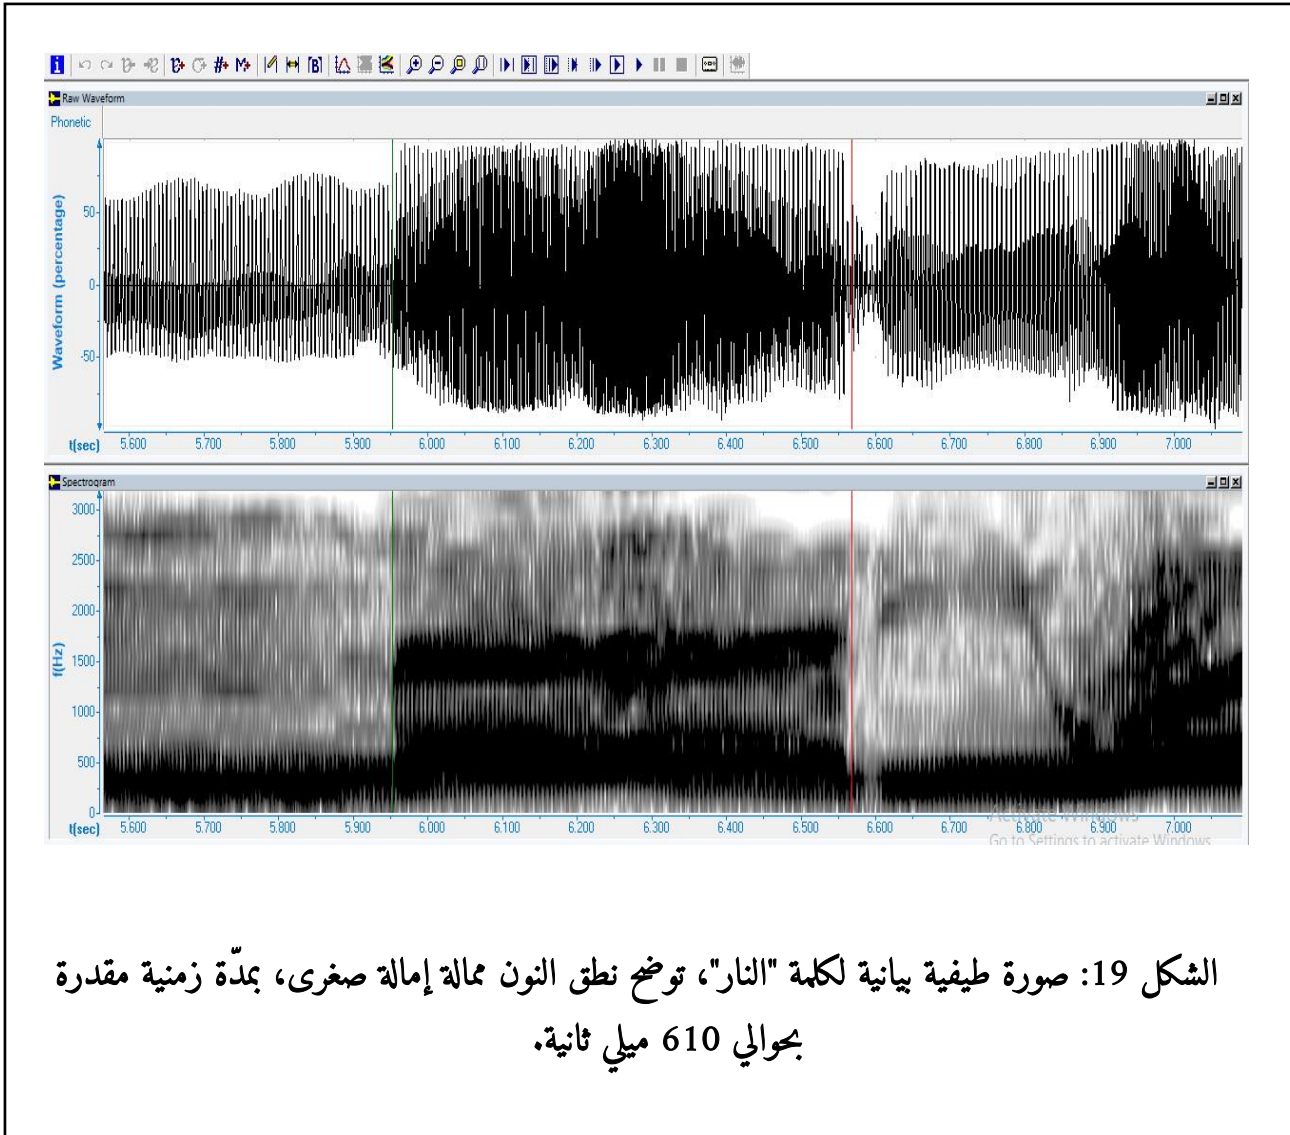 Raw Waveform
Phonetic
Waveform (percentage)
50-
0-
-50-
t(sec) 5.600 5.700 5.800 5.900 6.000 6.100 6.200 6.300 6.400 6.500 6.600 6.700 6.800 6.900 7.000
Spectrogram
f(Hz)
3000-
2500-
2000-
1500-
1000-
500-
0-
t(sec) 5.600 5.700 5.800 5.900 6.000 6.100 6.200 6.300 6.400 6.500 6.600 6.700 6.800 6.900 7.000
Activate Windows
Go to Settings to activate Windows
الشكل 19: صورة طيفية بيانية لكلمة "النار"، توضح نطق النون ممالة إمالة صغرى، بمدّة زمنية مقدرة
بحوالي 610 ميلي ثانية.